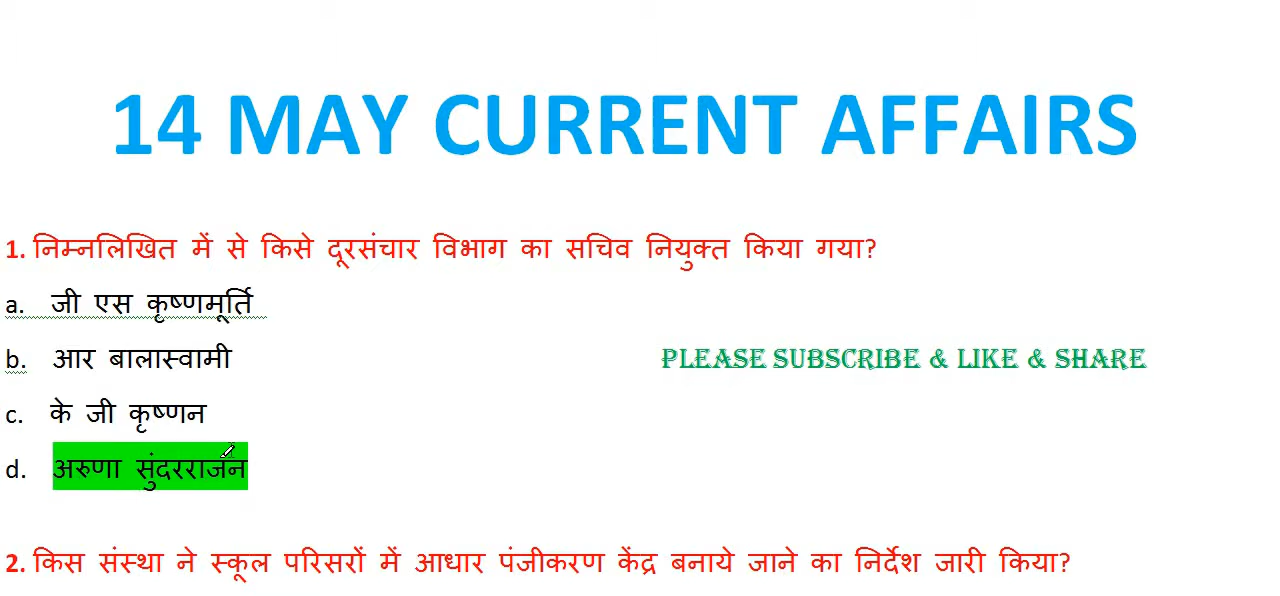 14 MAY CURRENT AFFAIRS
1. निम्नलिखित में से किसे दूरसंचार विभाग का सचिव नियुक्त किया गया?
a. जी एस कृष्णमूर्ति
b. आर बालास्वामी
PLEASE SUBSCRIBE & LIKE & SHARE
c. के जी कृष्णन
d. अरुणा सुंदरराजन
2. किस संस्था ने स्कूल परिसरों में आधार पंजीकरण केंद्र बनाये जाने का निर्देश जारी किया?